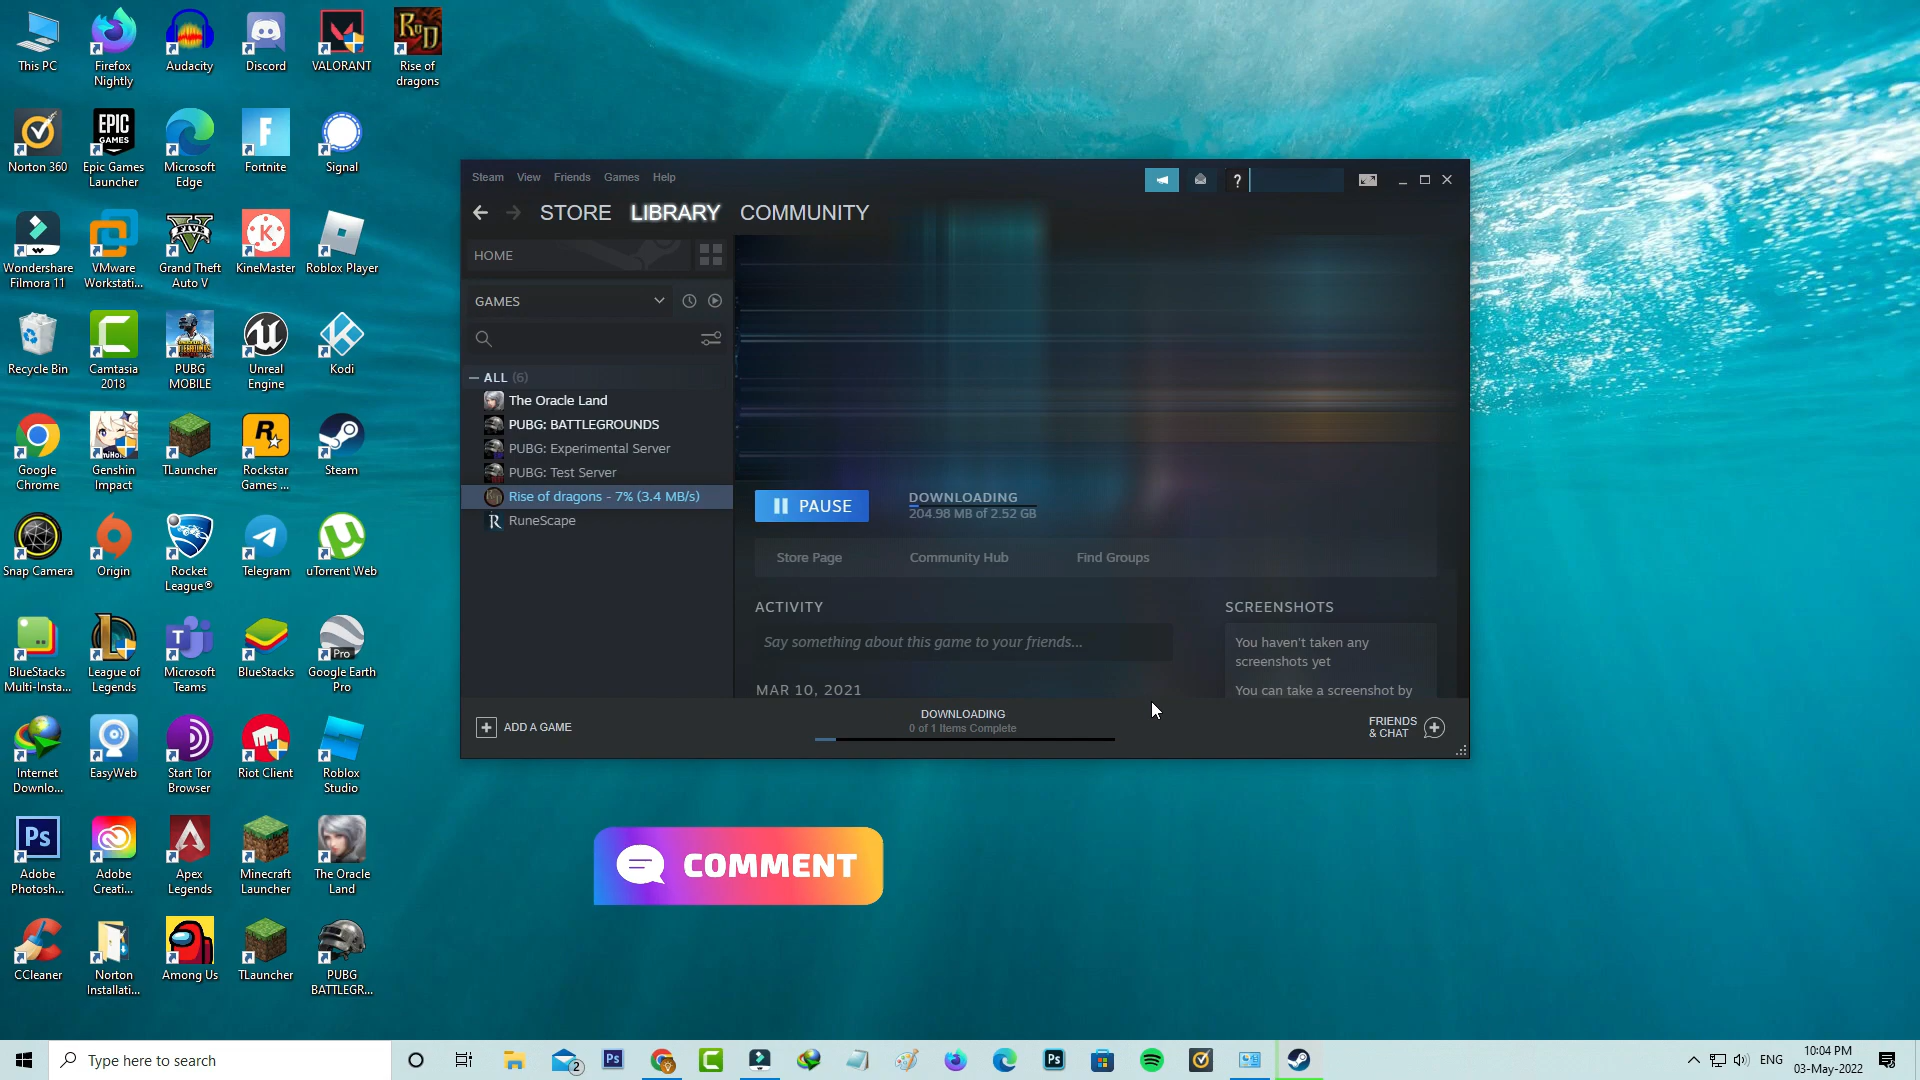 This PC
Firefox
Nightly
Audacity
Discord
VALORANT
RuD
Rise of
dragons
Norton 360
EPIC
GAMES
Epic Games
Launcher
Microsoft
Edge
F
Fortnite
Signal
Wondershare
Filmora 11
VMware
Workstati...
FIVE
Grand Theft
Auto V
K
KineMaster
Roblox Player
Recycle Bin
Camtasia
2018
PUBG
MOBILE
Unreal
Engine
Kodi
Google
Chrome
Genshin
Impact
TLauncher
R
Rockstar
Games ...
Steam
Snap Camera
Origin
Rocket
League®
Telegram
uTorrent Web
BlueStacks
Multi-Insta...
League of
Legends
Microsoft
Teams
BlueStacks
Pro
Google Earth
Pro
Internet
Downlo...
EasyWeb
Start Tor
Browser
Riot Client
Roblox
Studio
Ps
Adobe
Photosh...
Adobe
Creati...
Apex
Legends
Minecraft
Launcher
The Oracle
Land
CCleaner
Norton
Installati...
Among Us
TLauncher
PUBG
BATTLEGR...
Steam View Friends Games Help
?
STORE LIBRARY COMMUNITY
HOME
GAMES
ALL (6)
The Oracle Land
PUBG: BATTLEGROUNDS
PUBG: Experimental Server
PUBG: Test Server
Rise of dragons - 7% (3.4 MB/s)
RuneScape
PAUSE
DOWNLOADING
204.98 MB of 2.52 GB
Store Page Community Hub Find Groups
ACTIVITY
Say something about this game to your friends...
MAR 10, 2021
SCREENSHOTS
You haven't taken any
screenshots yet
You can take a screenshot by
ADD A GAME
DOWNLOADING
0 of 1 Items Complete
FRIENDS
& CHAT
COMMENT
Type here to search
2
Ps
Ps
ENG
10:04 PM
03-May-2022